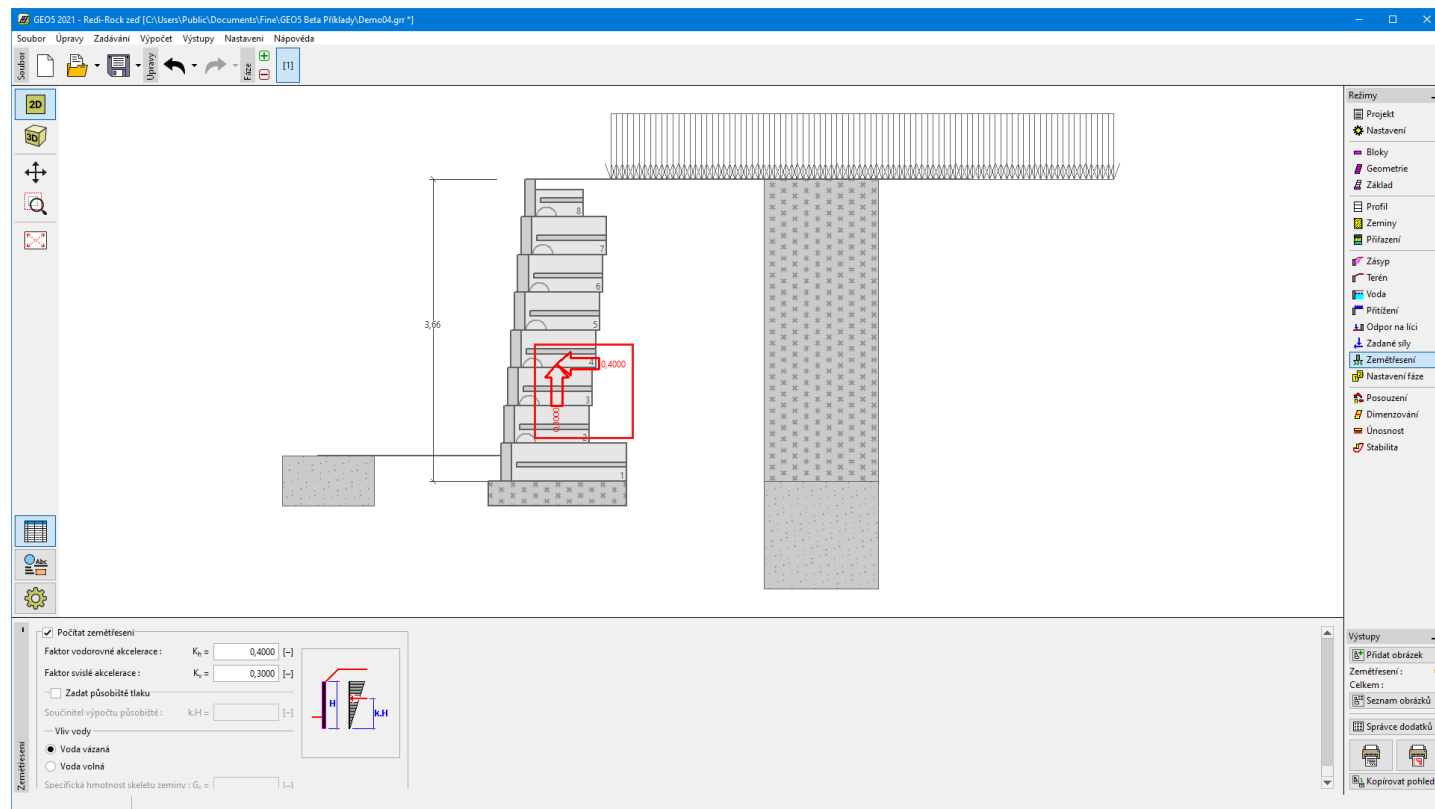 GEO5 2021 - Redi-Rock zeď [C:\Users\Public\Documents\Fine\GEO5 Beta Příklady\Demo04.grr *]
Soubor Úpravy Zadávání Výpočet Výstupy Nastavení Nápověda
Soubor
Úpravy
Fáze
[1]
2D
3D
8
7
6
5
4
3
2
1
3,66
0,4000
0,3000
Režimy
Projekt
Nastavení
Bloky
Geometrie
Základ
Profil
Zeminy
Přiřazení
Zásyp
Terén
Voda
Přitížení
Odpor na líci
Zadané síly
Zemětřesení
Nastavení fáze
Posouzení
Dimenzování
Únosnost
Stabilita
Abc
Zemětřesení
Počítat zemětřesení
Faktor vodorovné akcelerace : Kh = 0,4000 [–]
Faktor svislé akcelerace : Kv = 0,3000 [–]
Zadat působiště tlaku
Součinitel výpočtu působiště : k.H = [–]
Vliv vody
Voda vázaná
Voda volná
Specifická hmotnost skeletu zeminy : Gs = [–]
H
k.H
Výstupy
Přidat obrázek
Zemětřesení :
Celkem :
Seznam obrázků
Správce dodatků
Kopírovat pohled